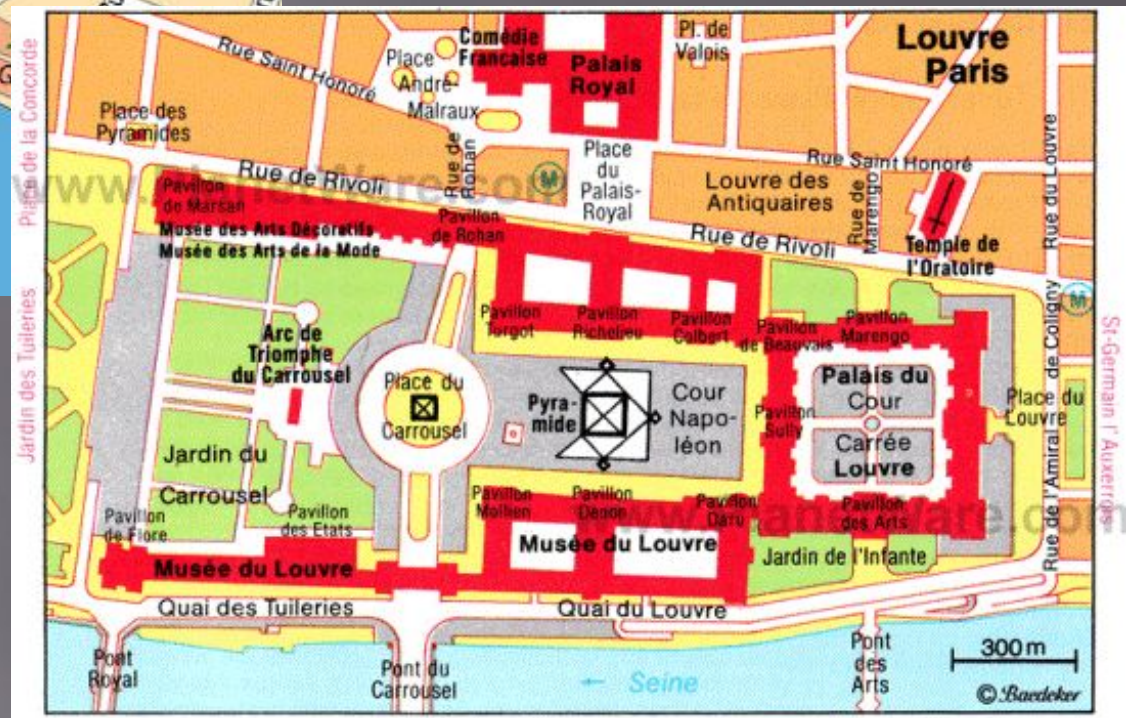 Louvre
Paris
Comédie
Française
Palais
Royal
Pl. de
Valois
Rue Saint Honoré
Place
André-
Malraux
Place des
Pyramides
Rue de
Rohan
Rue de Rivoli
M
Place
du
Palais-
Royal
Louvre des
Antiquaires
Rue Saint Honoré
Rue de
Marengo
Rue du Louvre
Place de la Concorde
www.PlanetWare.com
Pavillon
de Marsan
Musée des Arts Décoratifs
Musée des Arts de la Mode
Pavillon
de Rohan
Rue de Rivoli
Temple de
l'Oratoire
M
Pavillon
Turgot
Pavillon
Richelieu
Pavillon
Colbert
Pavillon
de Beauvais
Pavillon
Marengo
Arc de
Triomphe
du Carrousel
Place du
Carrousel
Pyra-
mide
Cour
Napo-
léon
Pavillon
Sully
Palais du
Cour
Carrée
Louvre
Place du
Louvre
Rue de l'Amiral de Coligny
St-Germain l'Auxerrois
Jardin des Tuileries
Jardin du
Carrousel
Pavillon
de Flore
Pavillon
des Etats
Pavillon
Mollien
Pavillon
Denon
Pavillon
Daru
Pavillon
des Arts
www.PlanetWare.com
Musée du Louvre
Musée du Louvre
Jardin de l'Infante
Quai des Tuileries
Quai du Louvre
Pont
Royal
Pont du
Carrousel
← Seine
Pont
des
Arts
300 m
© Baedeker